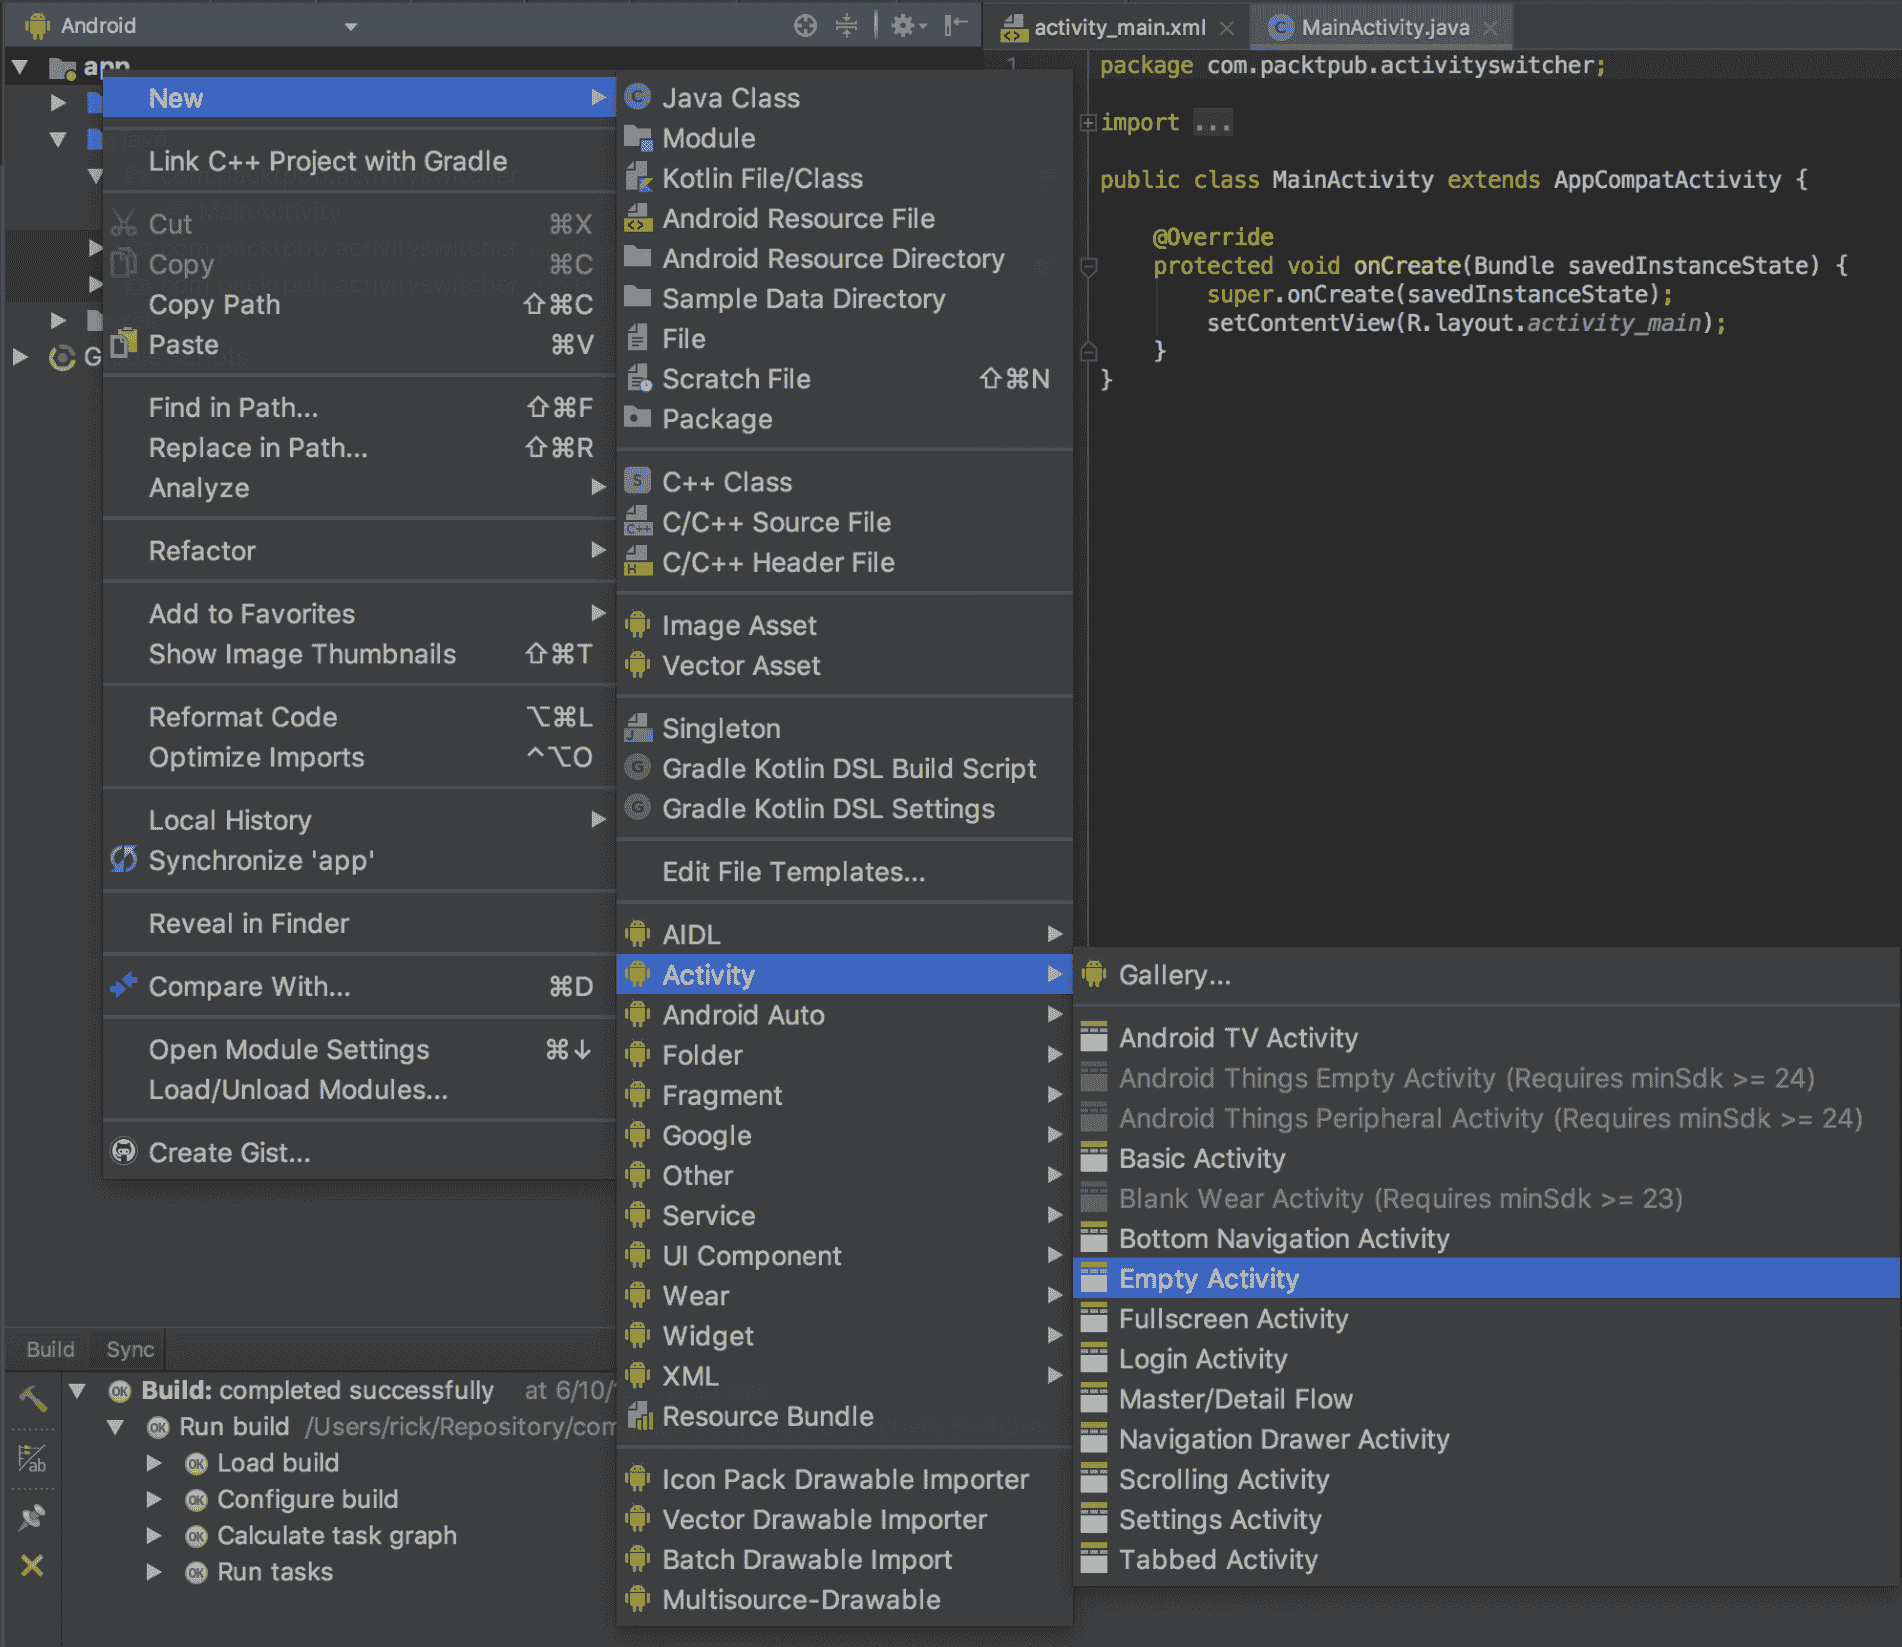 Android
activity_main.xml
MainActivity.java
app
New
Link C++ Project with Gradle
Cut ⌘X
Copy ⌘C
Copy Path ⇧⌘C
Paste ⌘V
Find in Path... ⇧⌘F
Replace in Path... ⇧⌘R
Analyze
Refactor
Add to Favorites
Show Image Thumbnails ⇧⌘T
Reformat Code ⌥⌘L
Optimize Imports ^⌥O
Local History
Synchronize 'app'
Reveal in Finder
Compare With... ⌘D
Open Module Settings ⌘↓
Load/Unload Modules...
Create Gist...
Java Class
Module
Kotlin File/Class
Android Resource File
Android Resource Directory
Sample Data Directory
File
Scratch File ⇧⌘N
Package
C++ Class
C/C++ Source File
C/C++ Header File
Image Asset
Vector Asset
Singleton
Gradle Kotlin DSL Build Script
Gradle Kotlin DSL Settings
Edit File Templates...
AIDL
Activity
Android Auto
Folder
Fragment
Google
Other
Service
UI Component
Wear
Widget
XML
Resource Bundle
Icon Pack Drawable Importer
Vector Drawable Importer
Batch Drawable Import
Multisource-Drawable
Gallery...
Android TV Activity
Android Things Empty Activity (Requires minSdk >= 24)
Android Things Peripheral Activity (Requires minSdk >= 24)
Basic Activity
Blank Wear Activity (Requires minSdk >= 23)
Bottom Navigation Activity
Empty Activity
Fullscreen Activity
Login Activity
Master/Detail Flow
Navigation Drawer Activity
Scrolling Activity
Settings Activity
Tabbed Activity
1
package com.packtpub.activityswitcher;
import ...
public class MainActivity extends AppCompatActivity {
@Override
protected void onCreate(Bundle savedInstanceState) {
super.onCreate(savedInstanceState);
setContentView(R.layout.activity_main);
}
}
Build Sync
Build: completed successfully at 6/10/
Run build /Users/rick/Repository/com
Load build
Configure build
Calculate task graph
Run tasks